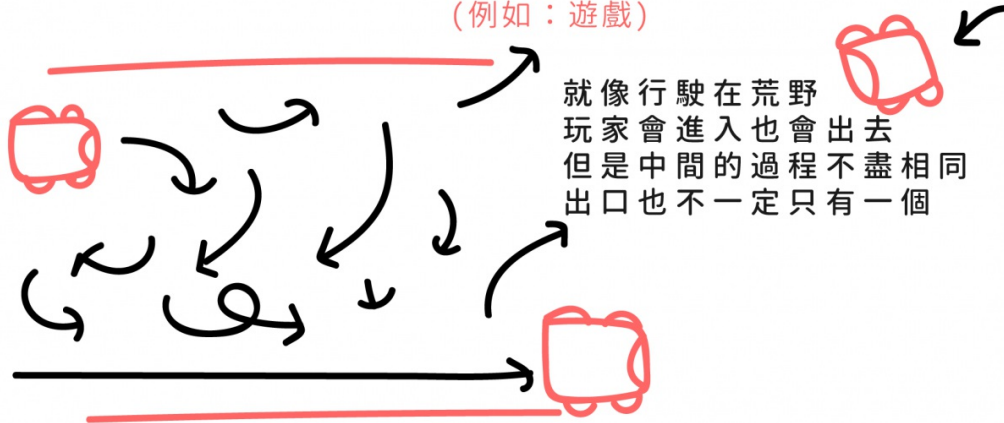 (例如：遊戲)
就像行駛在荒野
玩家會進入也會出去
但是中間的過程不盡相同
出口也不一定只有一個